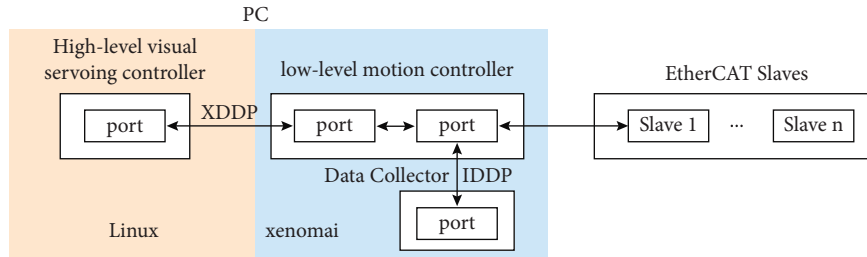 PC
High-level visual
servoing controller
low-level motion controller
EtherCAT Slaves
port
XDDP
port
port
Slave 1
...
Slave n
Data Collector
IDDP
port
Linux
xenomai